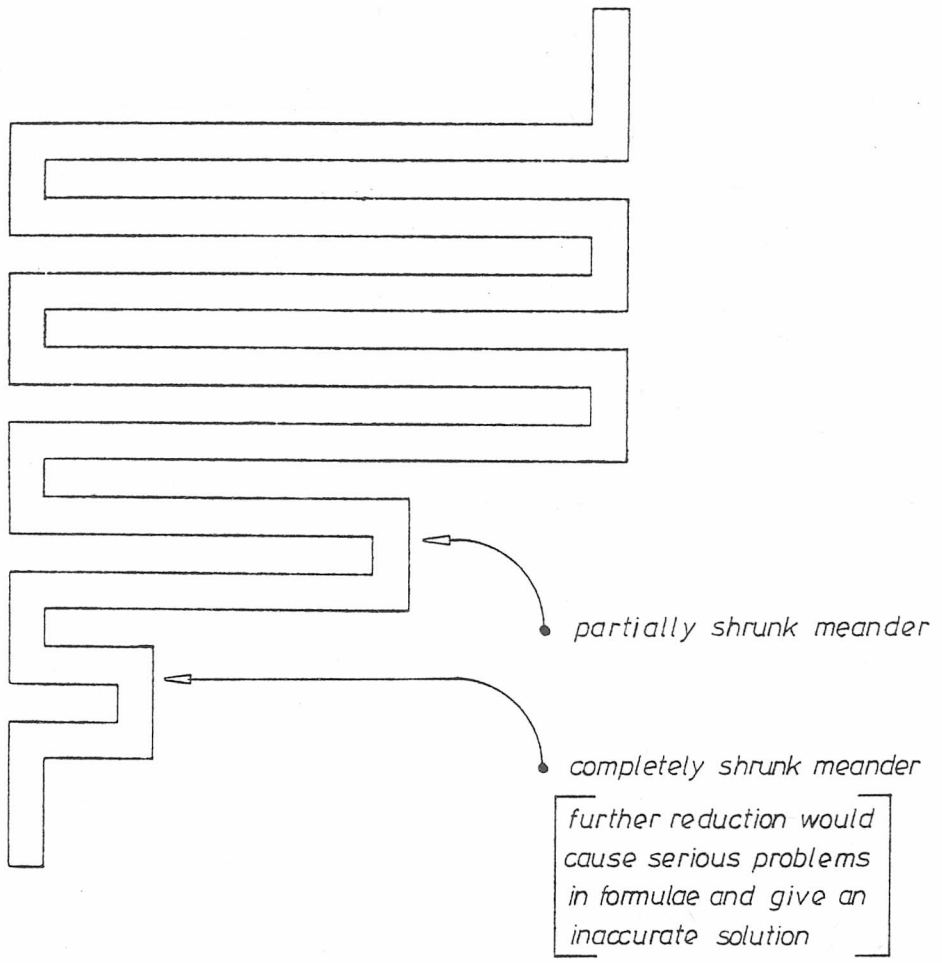 partially shrunk meander
completely shrunk meander
further reduction would
cause serious problems
in formulae and give an
inaccurate solution